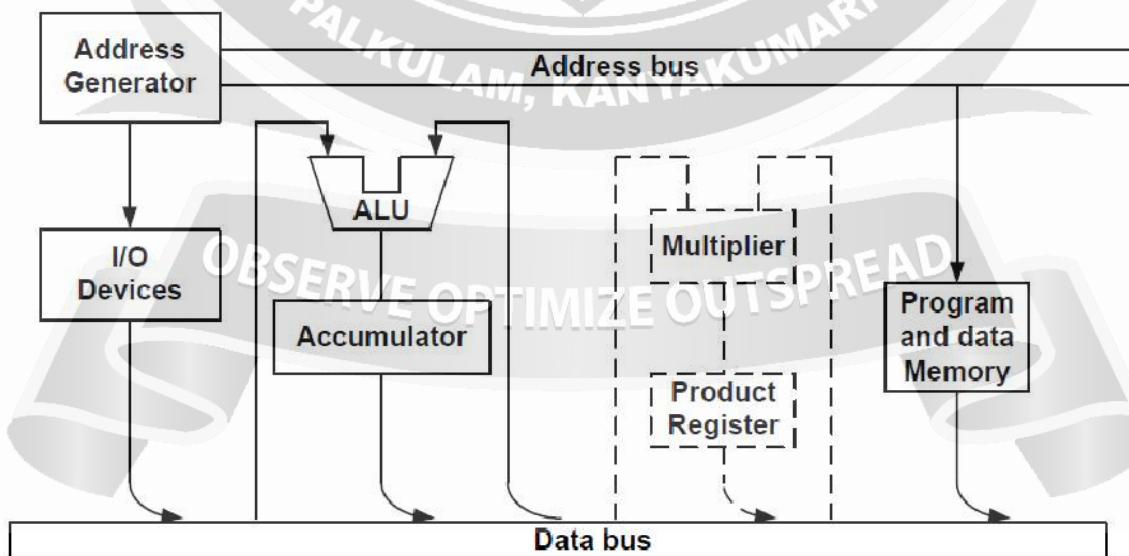 PALKULAM, KANYAKUMARI
Address
Generator
Address bus
ALU
I/O
Devices
Multiplier
OBSERVE OPTIMIZE OUTSPREAD
Accumulator
Program
and data
Memory
Product
Register
Data bus